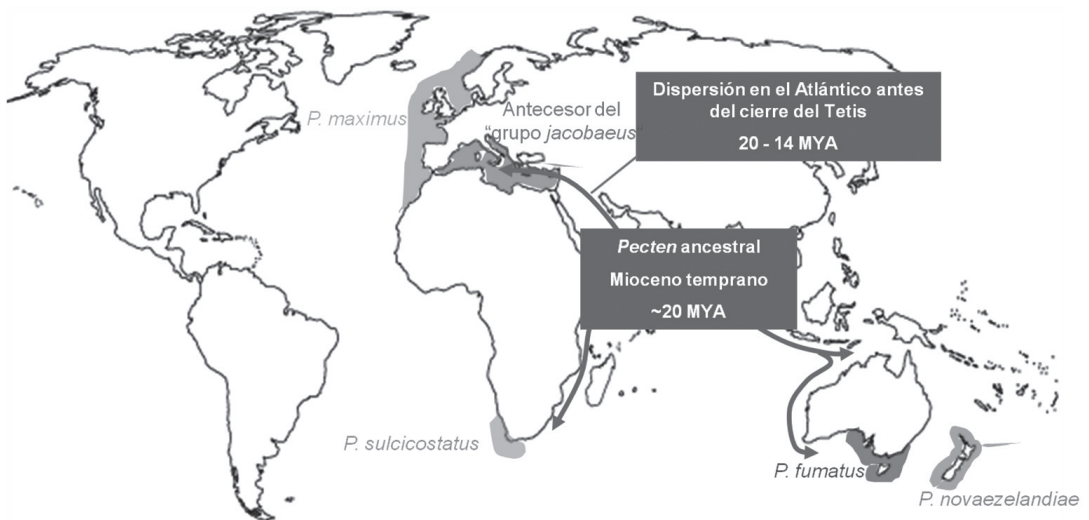 Dispersión en el Atlántico antes
del cierre del Tetis
20 - 14 MYA
P. maximus
Antecesor del
"grupo jacobaeus"
Pecten ancestral
Mioceno temprano
~20 MYA
P. sulcicostatus
P. fumatus
P. novaezelandiae